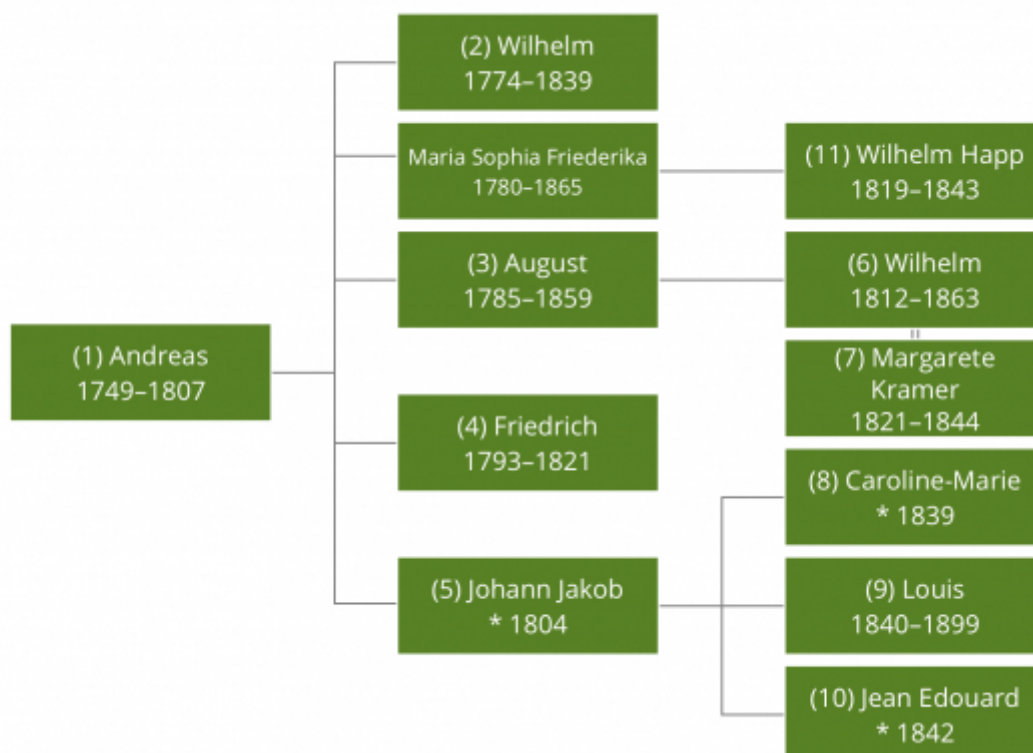 (1) Andreas
1749–1807
(2) Wilhelm
1774–1839
Maria Sophia Friederika
1780–1865
(3) August
1785–1859
(4) Friedrich
1793–1821
(5) Johann Jakob
* 1804
(11) Wilhelm Happ
1819–1843
(6) Wilhelm
1812–1863
(7) Margarete
Kramer
1821–1844
(8) Caroline-Marie
* 1839
(9) Louis
1840–1899
(10) Jean Edouard
* 1842